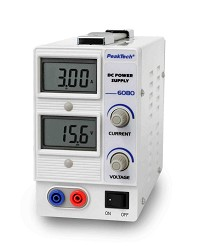 PeakTech®
DC POWER
SUPPLY
6080
3.00
CURRENT
15.6
VOLTAGE
ON OFF